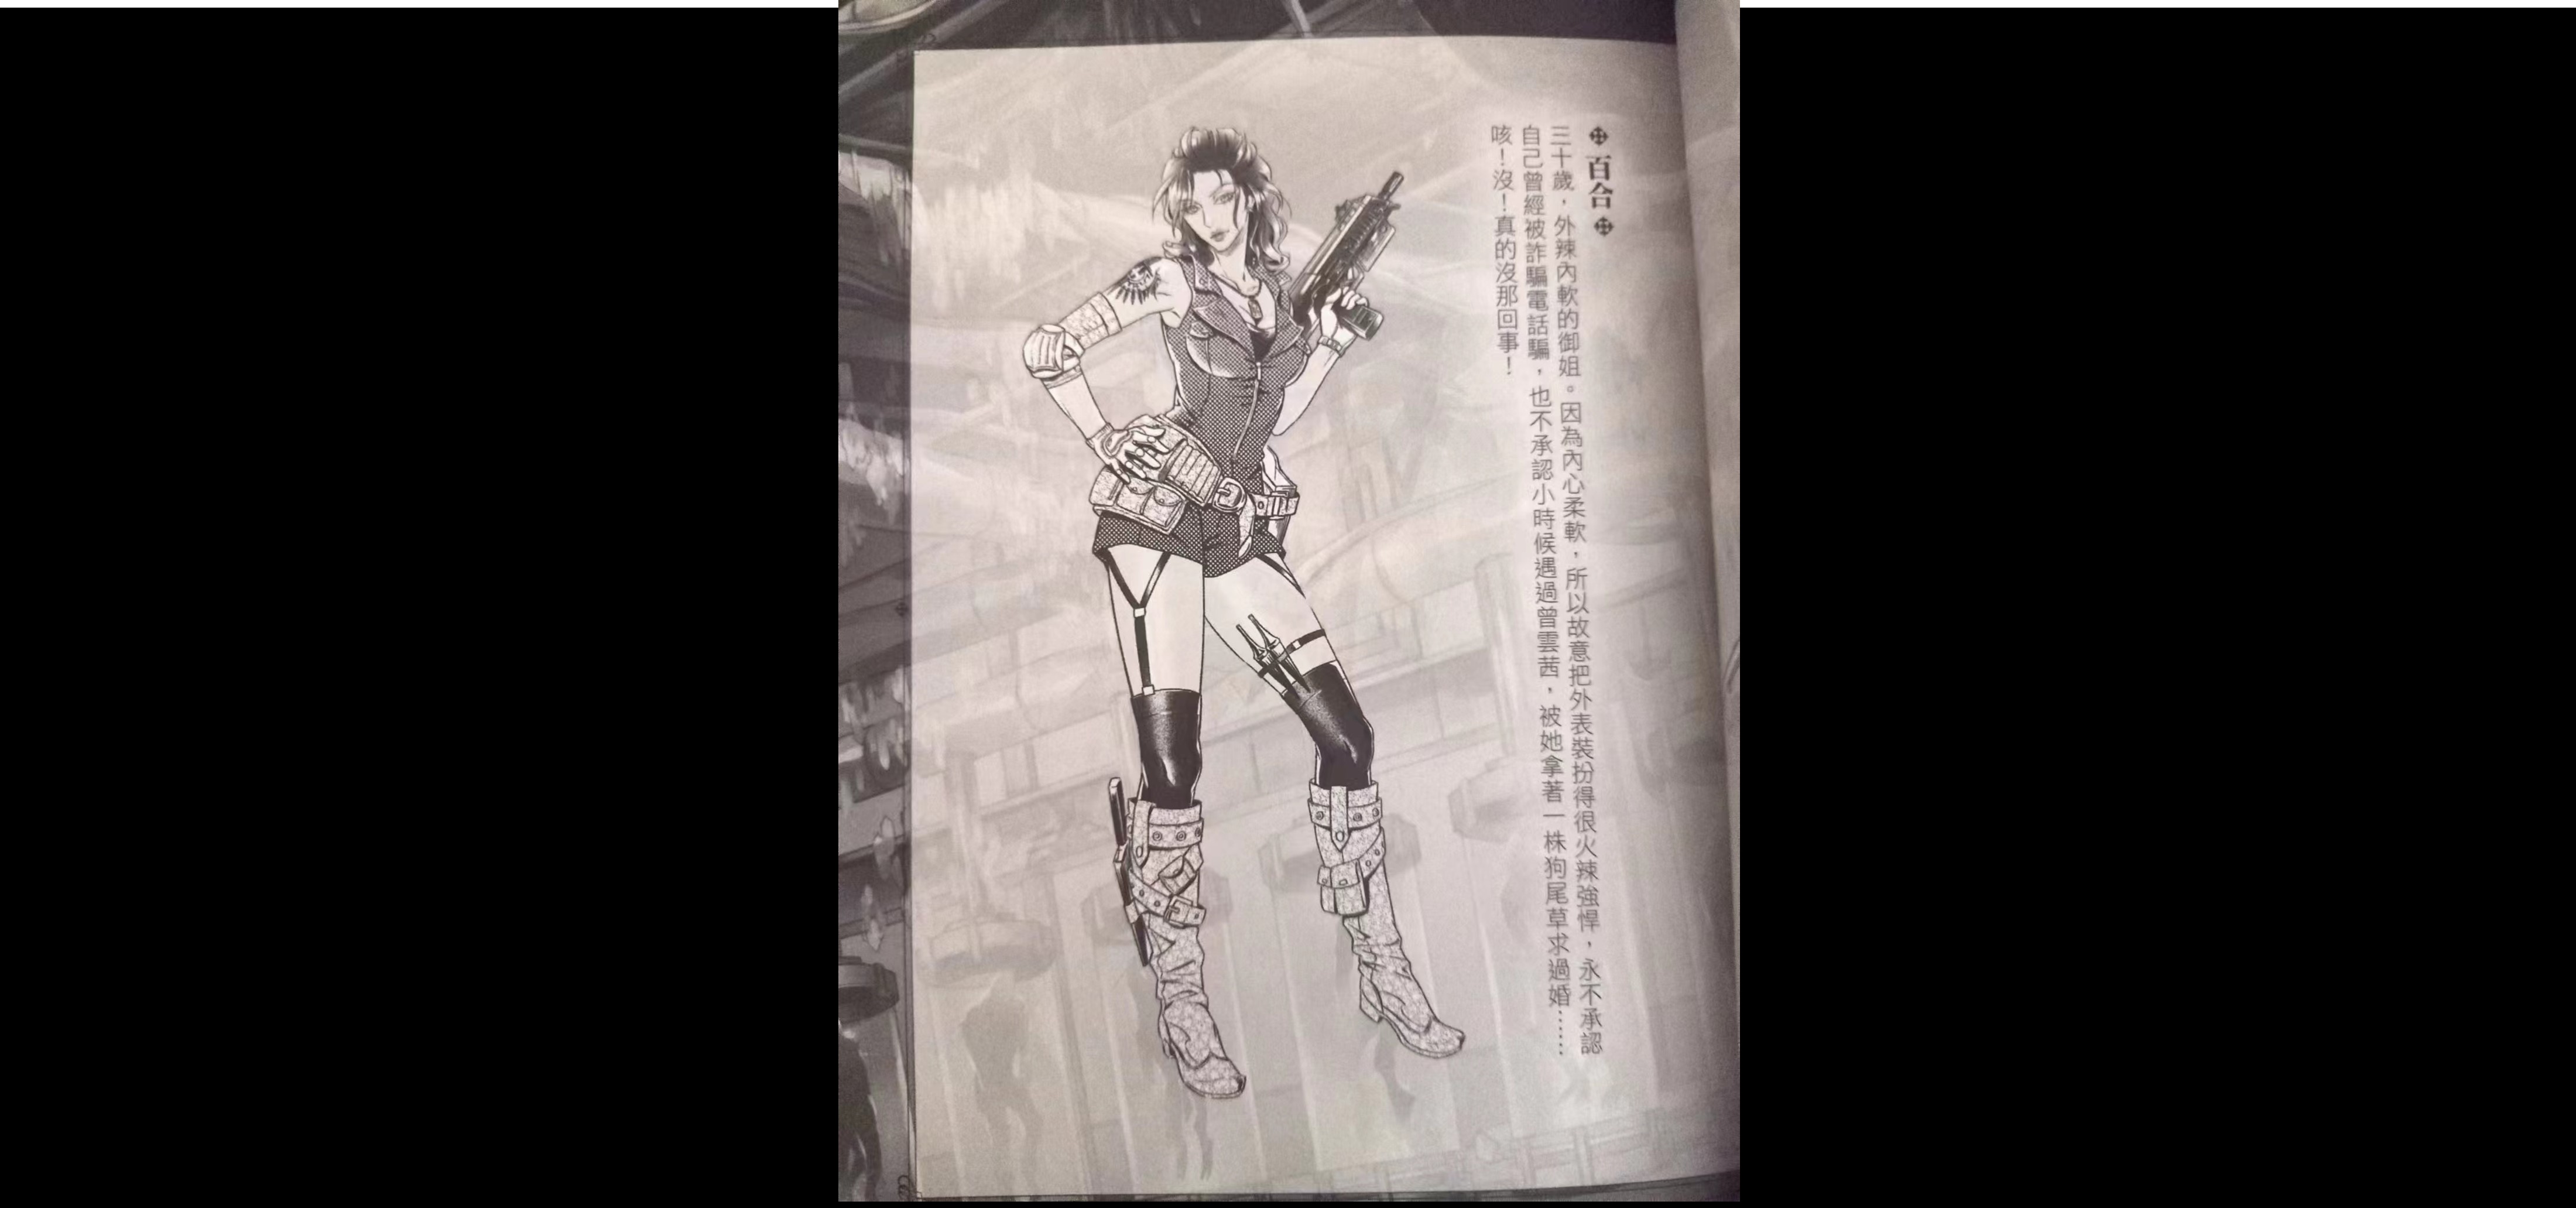 ✤百合✤
三十歲，外辣內軟的御姐。因為內心柔軟，所以故意把外表裝扮得很火辣強悍，永不承認
自己曾經被詐騙電話騙，也不承認小時候遇過曾雲茜，被她拿著一株狗尾草求過婚……
咳！沒！真的沒那回事！